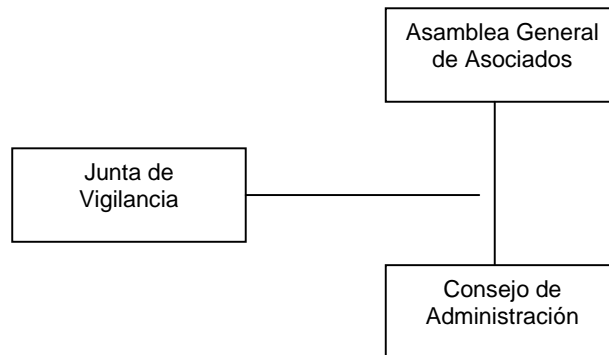 Asamblea General
de Asociados
Junta de
Vigilancia
Consejo de
Administración